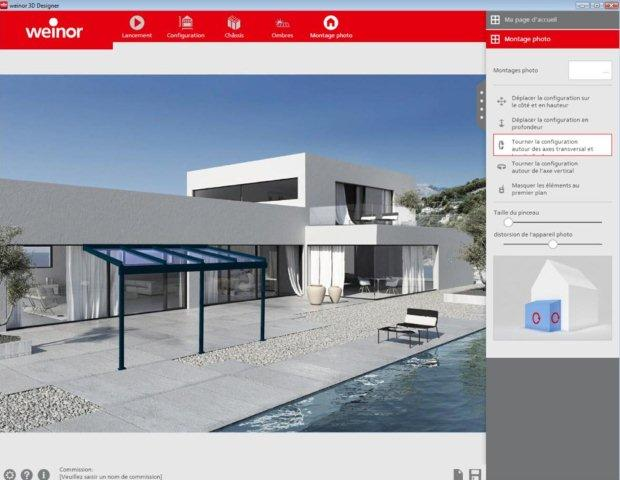 weinor 3D Designer
weinor
Lancement
Configuration
Châssis
Ombres
Montage photo
Ma page d'accueil
Montage photo
Montages photo
...
Déplacer la configuration sur
le côté et en hauteur
Déplacer la configuration en
profondeur
Tourner la configuration
autour des axes transversal et
Tourner la configuration
autour de l'axe vertical
Masquer les éléments au
premier plan
Taille du pinceau
distorsion de l'appareil photo
Commission:
[Veuillez saisir un nom de commission]